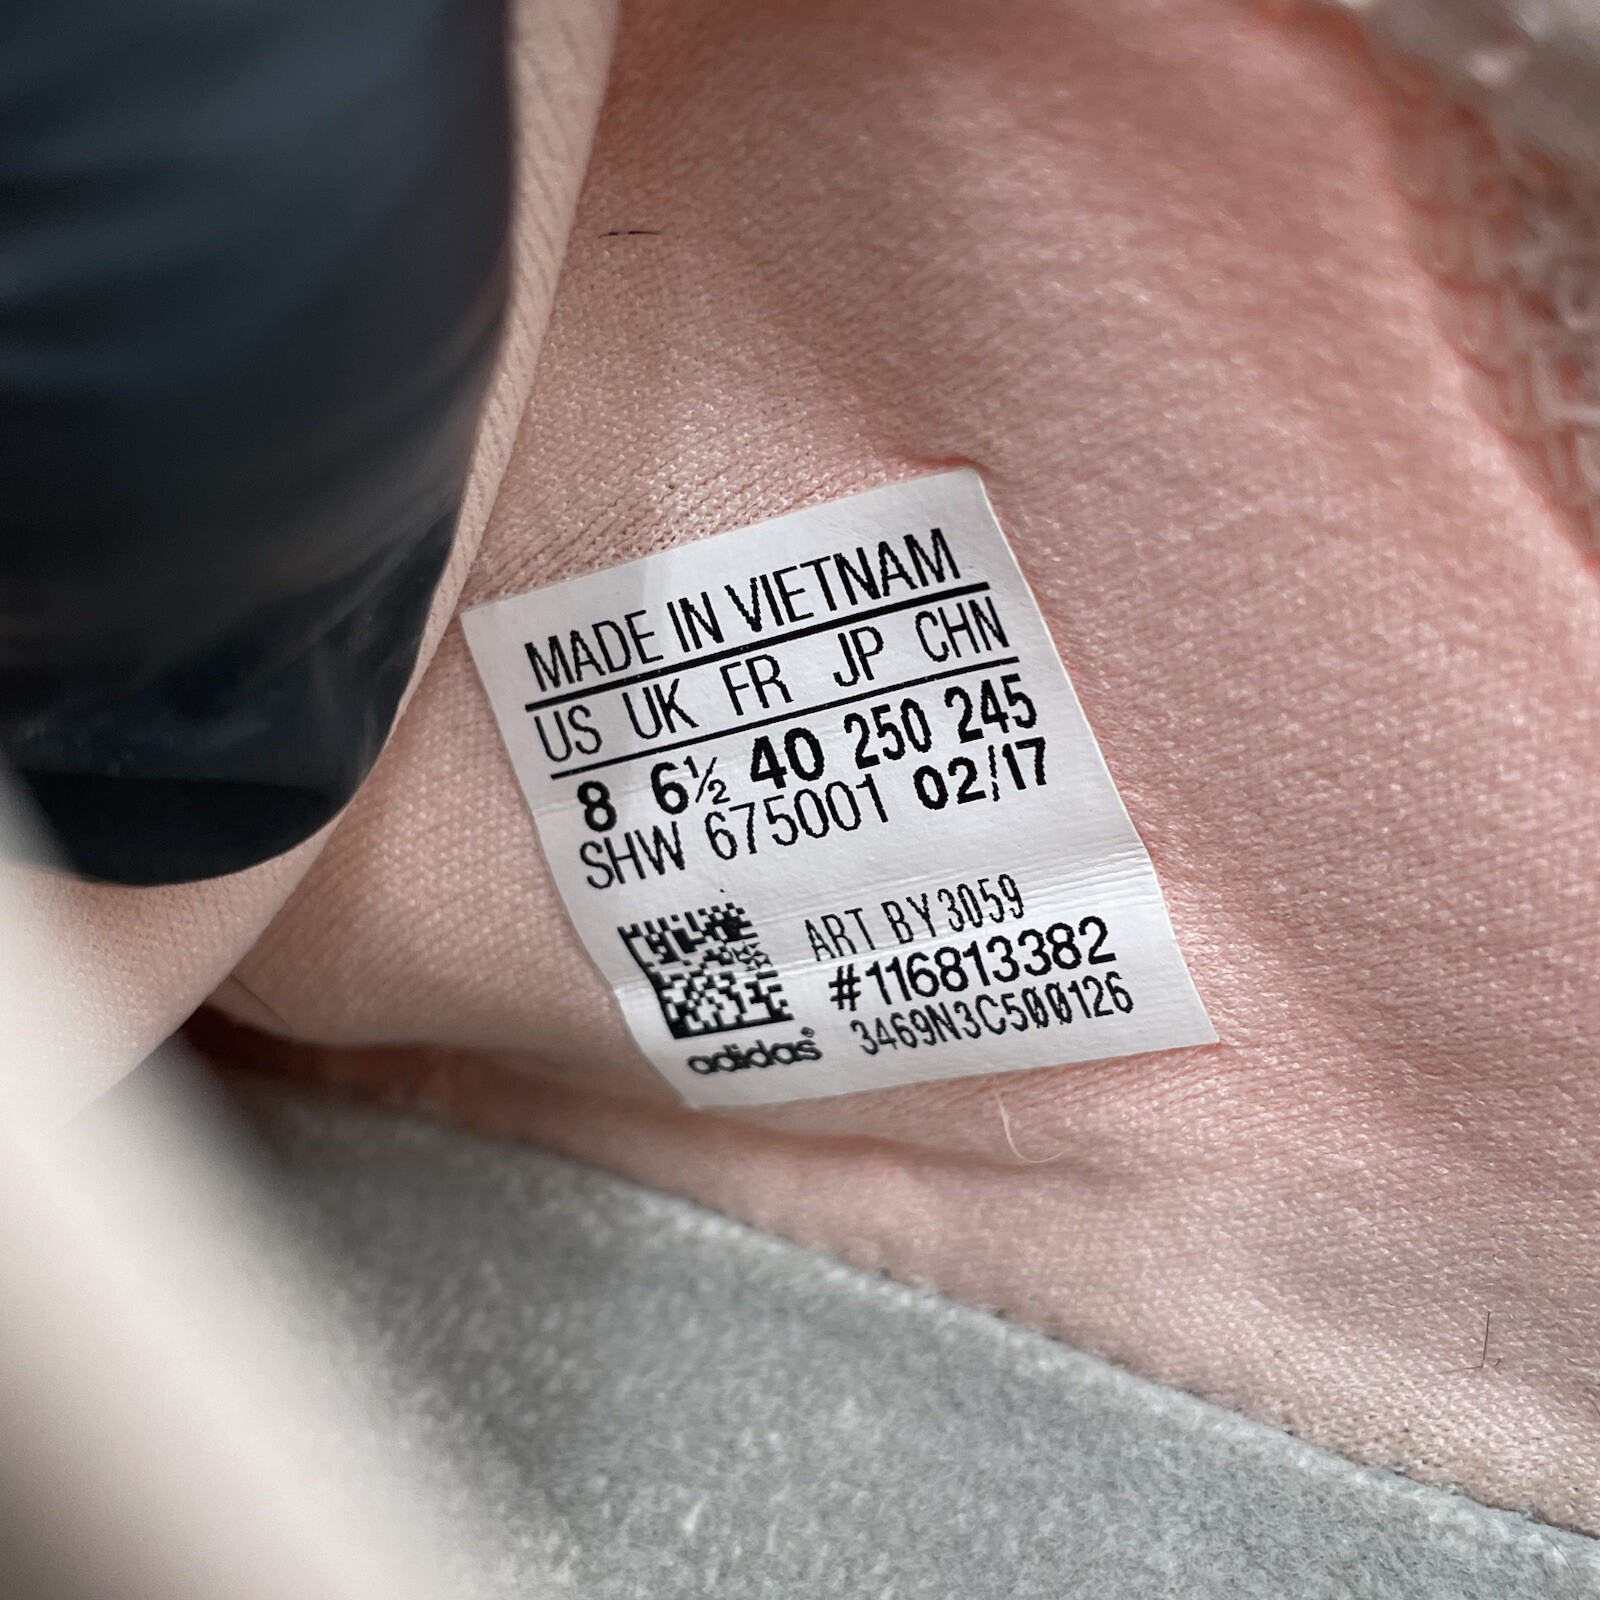 MADE IN VIETNAM
US UK FR JP CHN
8 6½ 40 250 245
SHW 675001 02/17
ART BY3059
#116813382
3469N3C500126
adidas®